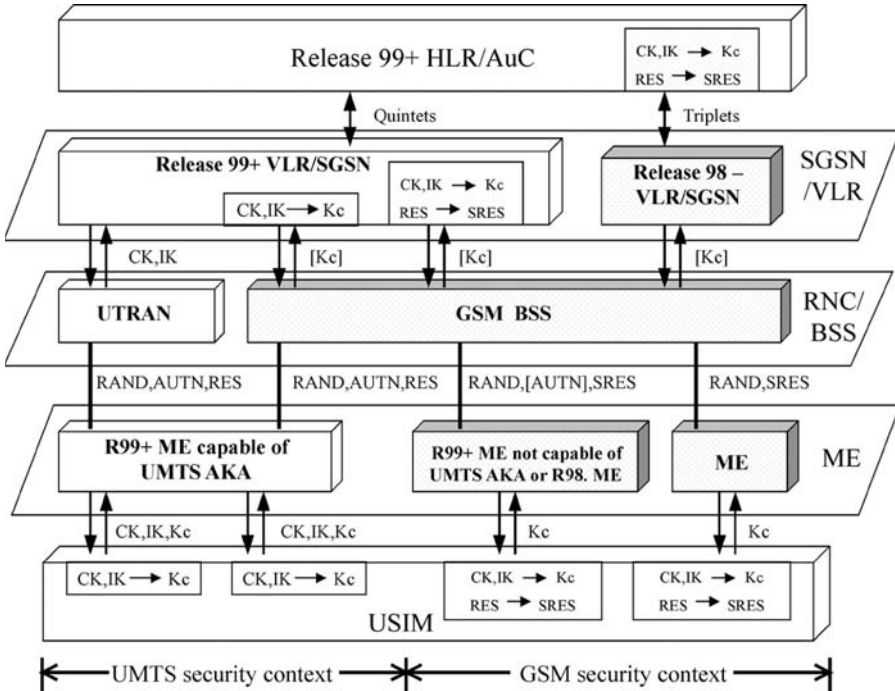 Release 99+ HLR/AuC
CK,IK → Kc
RES → SRES
Quintets
Triplets
Release 99+ VLR/SGSN
CK,IK → Kc
CK,IK → Kc
RES → SRES
Release 98 –
VLR/SGSN
SGSN
/VLR
CK,IK
[Kc]
[Kc]
[Kc]
UTRAN
GSM BSS
RNC/
BSS
RAND,AUTN,RES
RAND,AUTN,RES
RAND,[AUTN],SRES
RAND,SRES
R99+ ME capable of
UMTS AKA
R99+ ME not capable of
UMTS AKA or R98. ME
ME
ME
CK,IK,Kc
CK,IK,Kc
Kc
Kc
CK,IK → Kc
CK,IK → Kc
CK,IK → Kc
RES → SRES
CK,IK → Kc
RES → SRES
USIM
UMTS security context
GSM security context